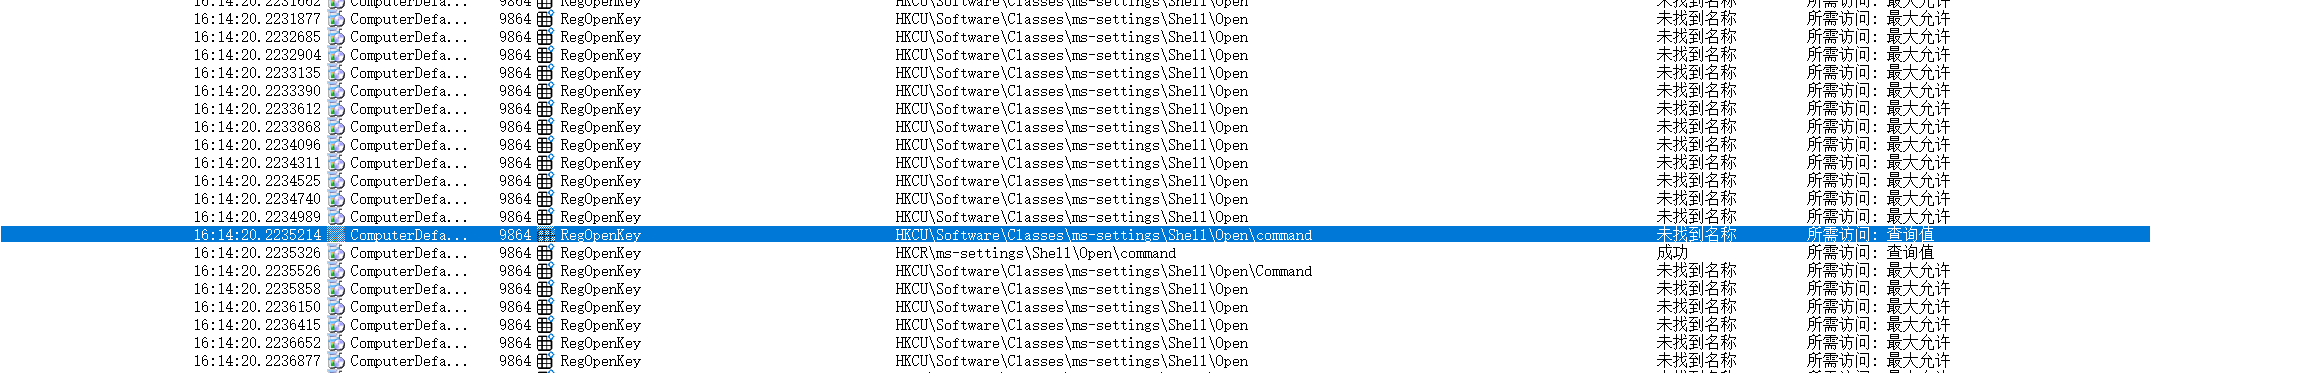 16:14:20.2231662 ComputerDefa... 9864 RegOpenKey HKCU\Software\Classes\ms-settings\Shell\Open 未找到名称 所需访问: 最大允许
16:14:20.2231877 ComputerDefa... 9864 RegOpenKey HKCU\Software\Classes\ms-settings\Shell\Open 未找到名称 所需访问: 最大允许
16:14:20.2232685 ComputerDefa... 9864 RegOpenKey HKCU\Software\Classes\ms-settings\Shell\Open 未找到名称 所需访问: 最大允许
16:14:20.2232904 ComputerDefa... 9864 RegOpenKey HKCU\Software\Classes\ms-settings\Shell\Open 未找到名称 所需访问: 最大允许
16:14:20.2233135 ComputerDefa... 9864 RegOpenKey HKCU\Software\Classes\ms-settings\Shell\Open 未找到名称 所需访问: 最大允许
16:14:20.2233390 ComputerDefa... 9864 RegOpenKey HKCU\Software\Classes\ms-settings\Shell\Open 未找到名称 所需访问: 最大允许
16:14:20.2233612 ComputerDefa... 9864 RegOpenKey HKCU\Software\Classes\ms-settings\Shell\Open 未找到名称 所需访问: 最大允许
16:14:20.2233868 ComputerDefa... 9864 RegOpenKey HKCU\Software\Classes\ms-settings\Shell\Open 未找到名称 所需访问: 最大允许
16:14:20.2234096 ComputerDefa... 9864 RegOpenKey HKCU\Software\Classes\ms-settings\Shell\Open 未找到名称 所需访问: 最大允许
16:14:20.2234311 ComputerDefa... 9864 RegOpenKey HKCU\Software\Classes\ms-settings\Shell\Open 未找到名称 所需访问: 最大允许
16:14:20.2234525 ComputerDefa... 9864 RegOpenKey HKCU\Software\Classes\ms-settings\Shell\Open 未找到名称 所需访问: 最大允许
16:14:20.2234740 ComputerDefa... 9864 RegOpenKey HKCU\Software\Classes\ms-settings\Shell\Open 未找到名称 所需访问: 最大允许
16:14:20.2234989 ComputerDefa... 9864 RegOpenKey HKCU\Software\Classes\ms-settings\Shell\Open 未找到名称 所需访问: 最大允许
16:14:20.2235214 ComputerDefa... 9864 RegOpenKey HKCU\Software\Classes\ms-settings\Shell\Open\command 未找到名称 所需访问: 查询值
16:14:20.2235326 ComputerDefa... 9864 RegOpenKey HKCR\ms-settings\Shell\Open\command 成功 所需访问: 查询值
16:14:20.2235526 ComputerDefa... 9864 RegOpenKey HKCU\Software\Classes\ms-settings\Shell\Open\Command 未找到名称 所需访问: 最大允许
16:14:20.2235858 ComputerDefa... 9864 RegOpenKey HKCU\Software\Classes\ms-settings\Shell\Open 未找到名称 所需访问: 最大允许
16:14:20.2236150 ComputerDefa... 9864 RegOpenKey HKCU\Software\Classes\ms-settings\Shell\Open 未找到名称 所需访问: 最大允许
16:14:20.2236415 ComputerDefa... 9864 RegOpenKey HKCU\Software\Classes\ms-settings\Shell\Open 未找到名称 所需访问: 最大允许
16:14:20.2236652 ComputerDefa... 9864 RegOpenKey HKCU\Software\Classes\ms-settings\Shell\Open 未找到名称 所需访问: 最大允许
16:14:20.2236877 ComputerDefa... 9864 RegOpenKey HKCU\Software\Classes\ms-settings\Shell\Open 未找到名称 所需访问: 最大允许